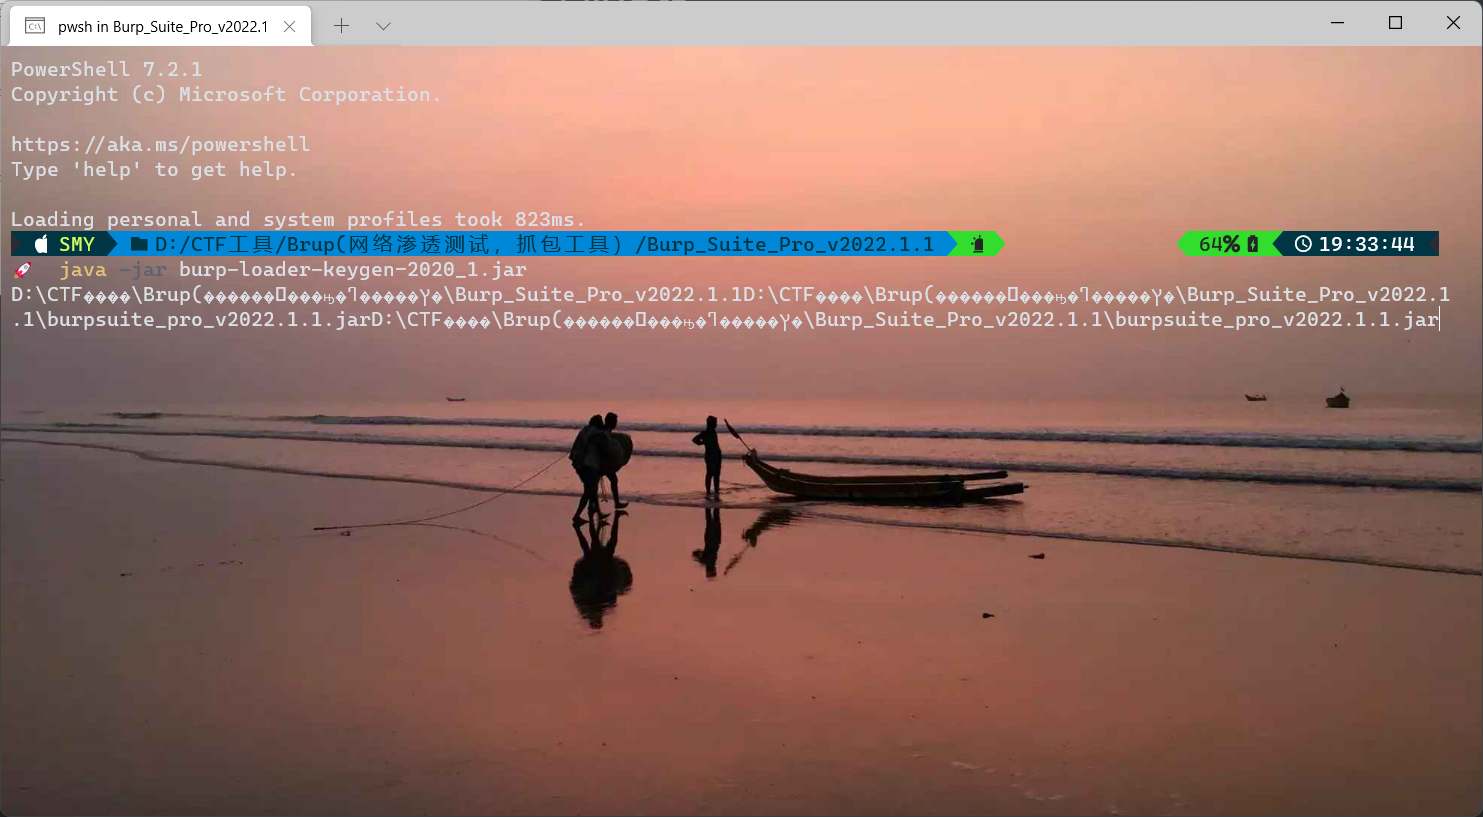 pwsh in Burp_Suite_Pro_v2022.1
PowerShell 7.2.1
Copyright (c) Microsoft Corporation.
https://aka.ms/powershell
Type 'help' to get help.
Loading personal and system profiles took 823ms.
SMY D:/CTF工具/Brup(网络渗透测试，抓包工具）/Burp_Suite_Pro_v2022.1.1 64% 19:33:44
java -jar burp-loader-keygen-2020_1.jar
D:\CTF����\Brup(������⎕���ԣ�ߣ�����ߣ�\Burp_Suite_Pro_v2022.1.1D:\CTF����\Brup(������⎕���ԣ�ߣ�����ߣ�\Burp_Suite_Pro_v2022.1
.1\burpsuite_pro_v2022.1.1.jarD:\CTF����\Brup(������⎕���ԣ�ߣ�����ߣ�\Burp_Suite_Pro_v2022.1.1\burpsuite_pro_v2022.1.1.jar